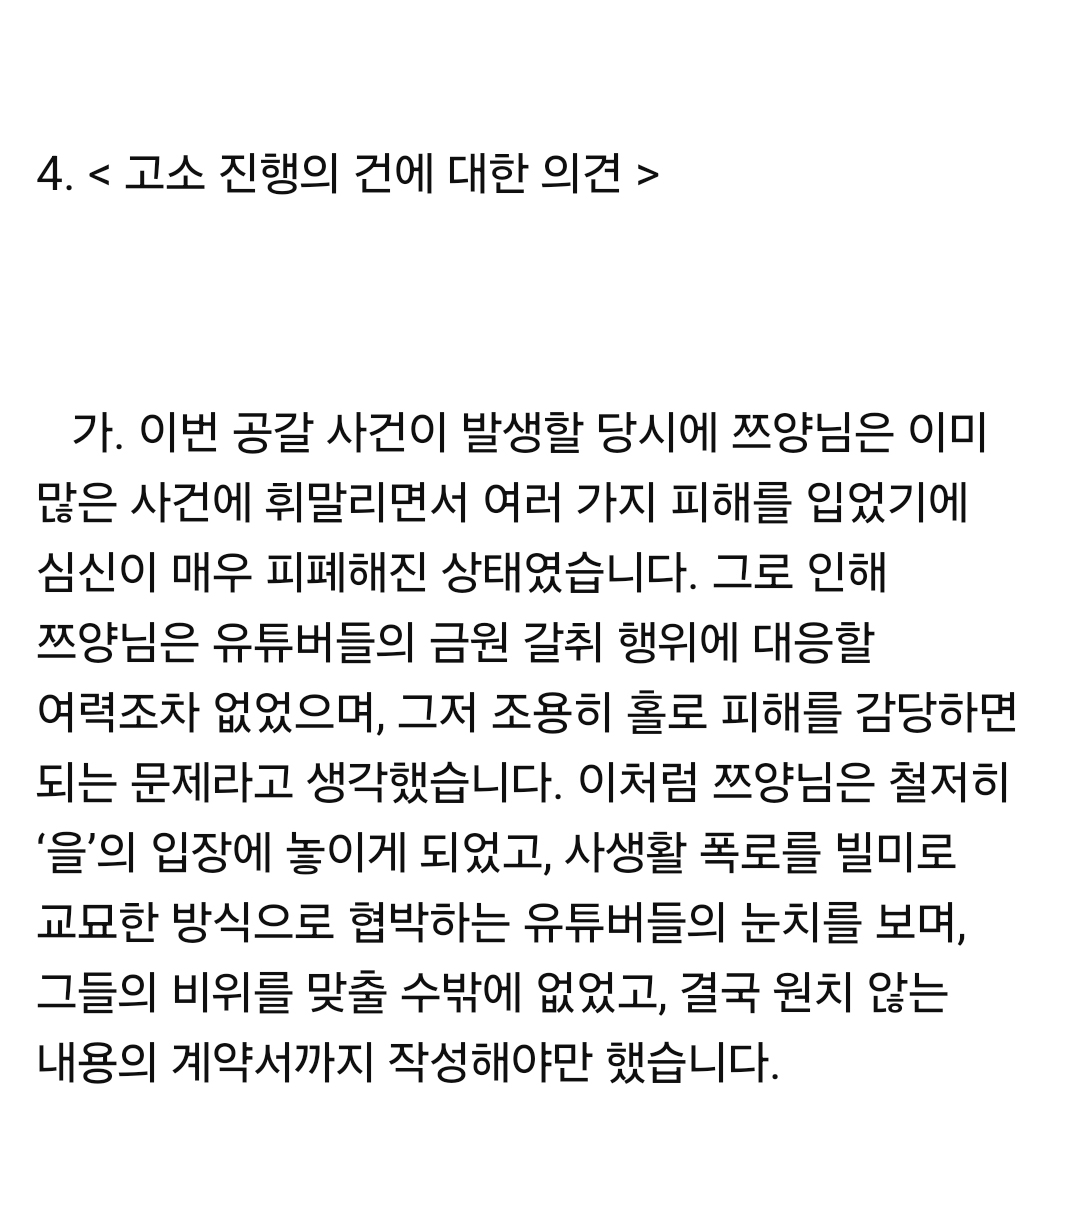 4. < 고소 진행의 건에 대한 의견 >
가. 이번 공갈 사건이 발생할 당시에 쯔양님은 이미
많은 사건에 휘말리면서 여러 가지 피해를 입었기에
심신이 매우 피폐해진 상태였습니다. 그로 인해
쯔양님은 유튜버들의 금원 갈취 행위에 대응할
여력조차 없었으며, 그저 조용히 홀로 피해를 감당하면
되는 문제라고 생각했습니다. 이처럼 쯔양님은 철저히
‘을’의 입장에 놓이게 되었고, 사생활 폭로를 빌미로
교묘한 방식으로 협박하는 유튜버들의 눈치를 보며,
그들의 비위를 맞출 수밖에 없었고, 결국 원치 않는
내용의 계약서까지 작성해야만 했습니다.